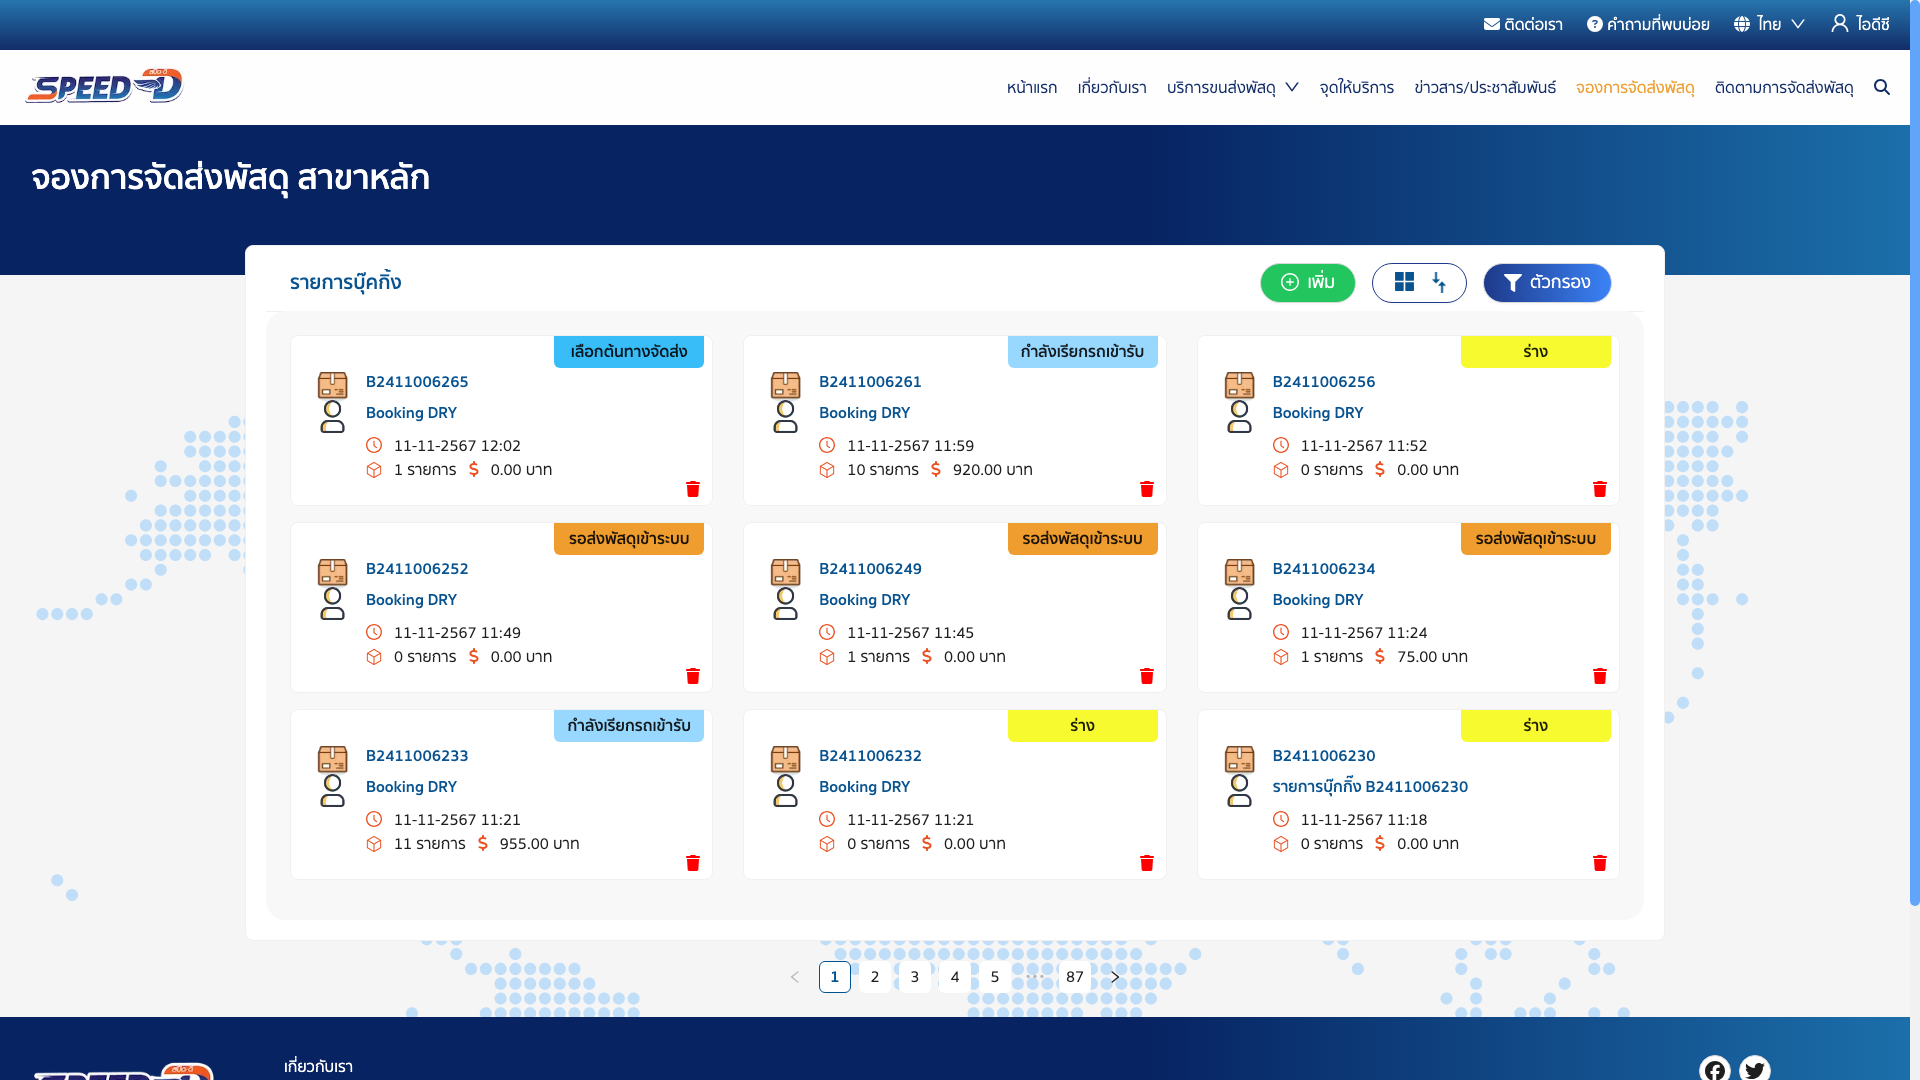 ติดต่อเรา คำถามที่พบบ่อย ไทย ไอดีซี
SPEED-D สปีด-ดี
หน้าแรก เกี่ยวกับเรา บริการขนส่งพัสดุ จุดให้บริการ ข่าวสาร/ประชาสัมพันธ์ จองการจัดส่งพัสดุ ติดตามการจัดส่งพัสดุ
จองการจัดส่งพัสดุ สาขาหลัก
รายการบุ๊คกิ้ง เพิ่ม ตัวกรอง
เลือกต้นทางจัดส่ง
B2411006265
Booking DRY
11-11-2567 12:02
1 รายการ 0.00 บาท
กำลังเรียกรถเข้ารับ
B2411006261
Booking DRY
11-11-2567 11:59
10 รายการ 920.00 บาท
ร่าง
B2411006256
Booking DRY
11-11-2567 11:52
0 รายการ 0.00 บาท
รอส่งพัสดุเข้าระบบ
B2411006252
Booking DRY
11-11-2567 11:49
0 รายการ 0.00 บาท
รอส่งพัสดุเข้าระบบ
B2411006249
Booking DRY
11-11-2567 11:45
1 รายการ 0.00 บาท
รอส่งพัสดุเข้าระบบ
B2411006234
Booking DRY
11-11-2567 11:24
1 รายการ 75.00 บาท
กำลังเรียกรถเข้ารับ
B2411006233
Booking DRY
11-11-2567 11:21
11 รายการ 955.00 บาท
ร่าง
B2411006232
Booking DRY
11-11-2567 11:21
0 รายการ 0.00 บาท
ร่าง
B2411006230
รายการบุ๊กกิ๊ง B2411006230
11-11-2567 11:18
0 รายการ 0.00 บาท
1 2 3 4 5 ••• 87
เกี่ยวกับเรา